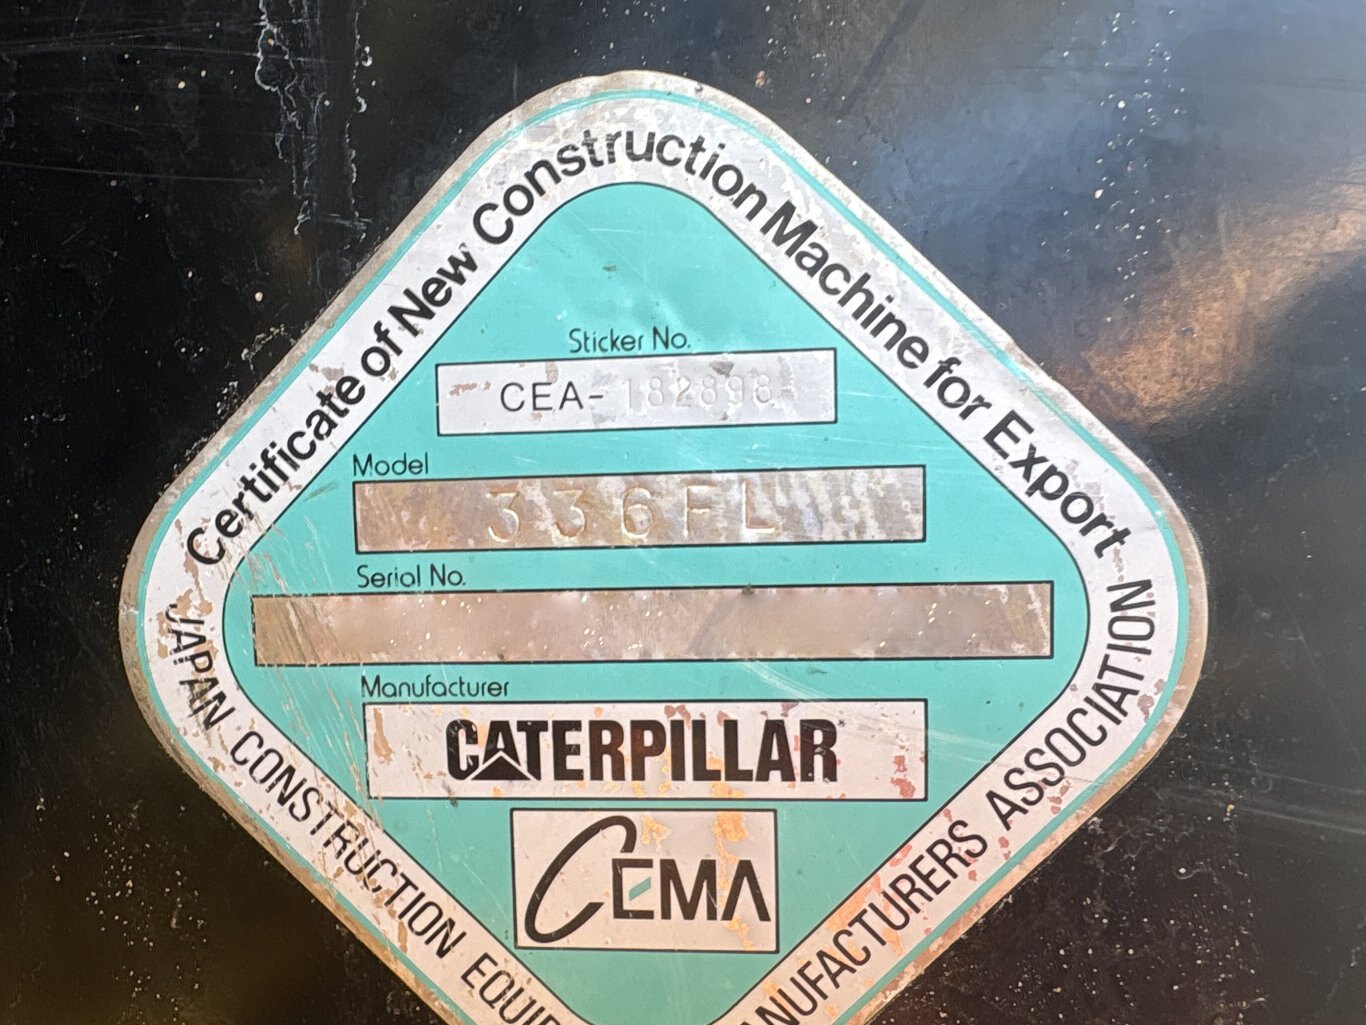 Certificate of New Construction Machine for Export
Sticker No.
CEA-182898
Model
336FL
Serial No.
Manufacturer
CATERPILLAR
CEMA
JAPAN CONSTRUCTION
MANUFACTURERS ASSOCIATION